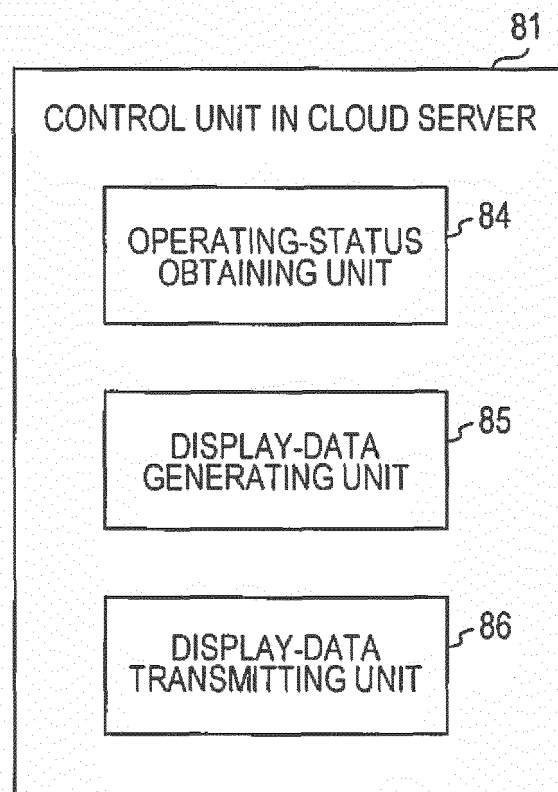 81
CONTROL UNIT IN CLOUD SERVER
OPERATING-STATUS
OBTAINING UNIT
84
DISPLAY-DATA
GENERATING UNIT
85
DISPLAY-DATA
TRANSMITTING UNIT
86